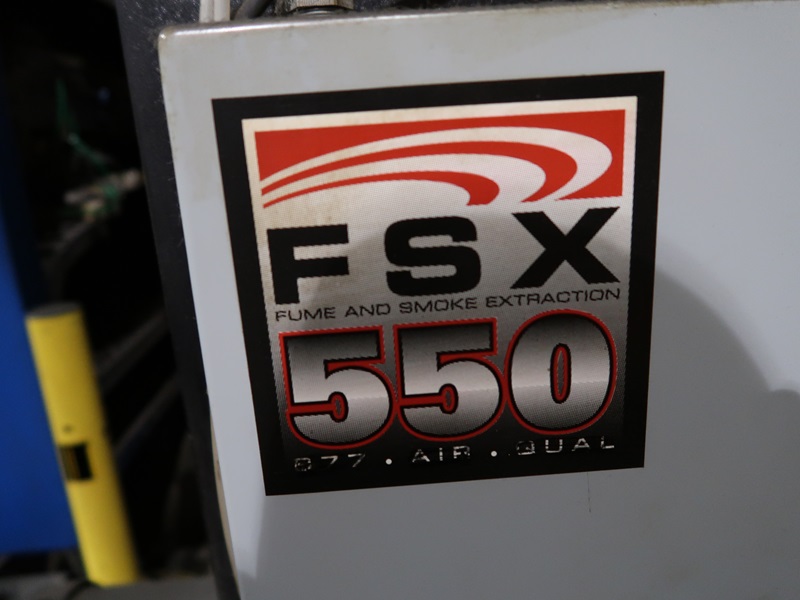 FSX
FUME AND SMOKE EXTRACTION
550
877 • AIR • QUAL